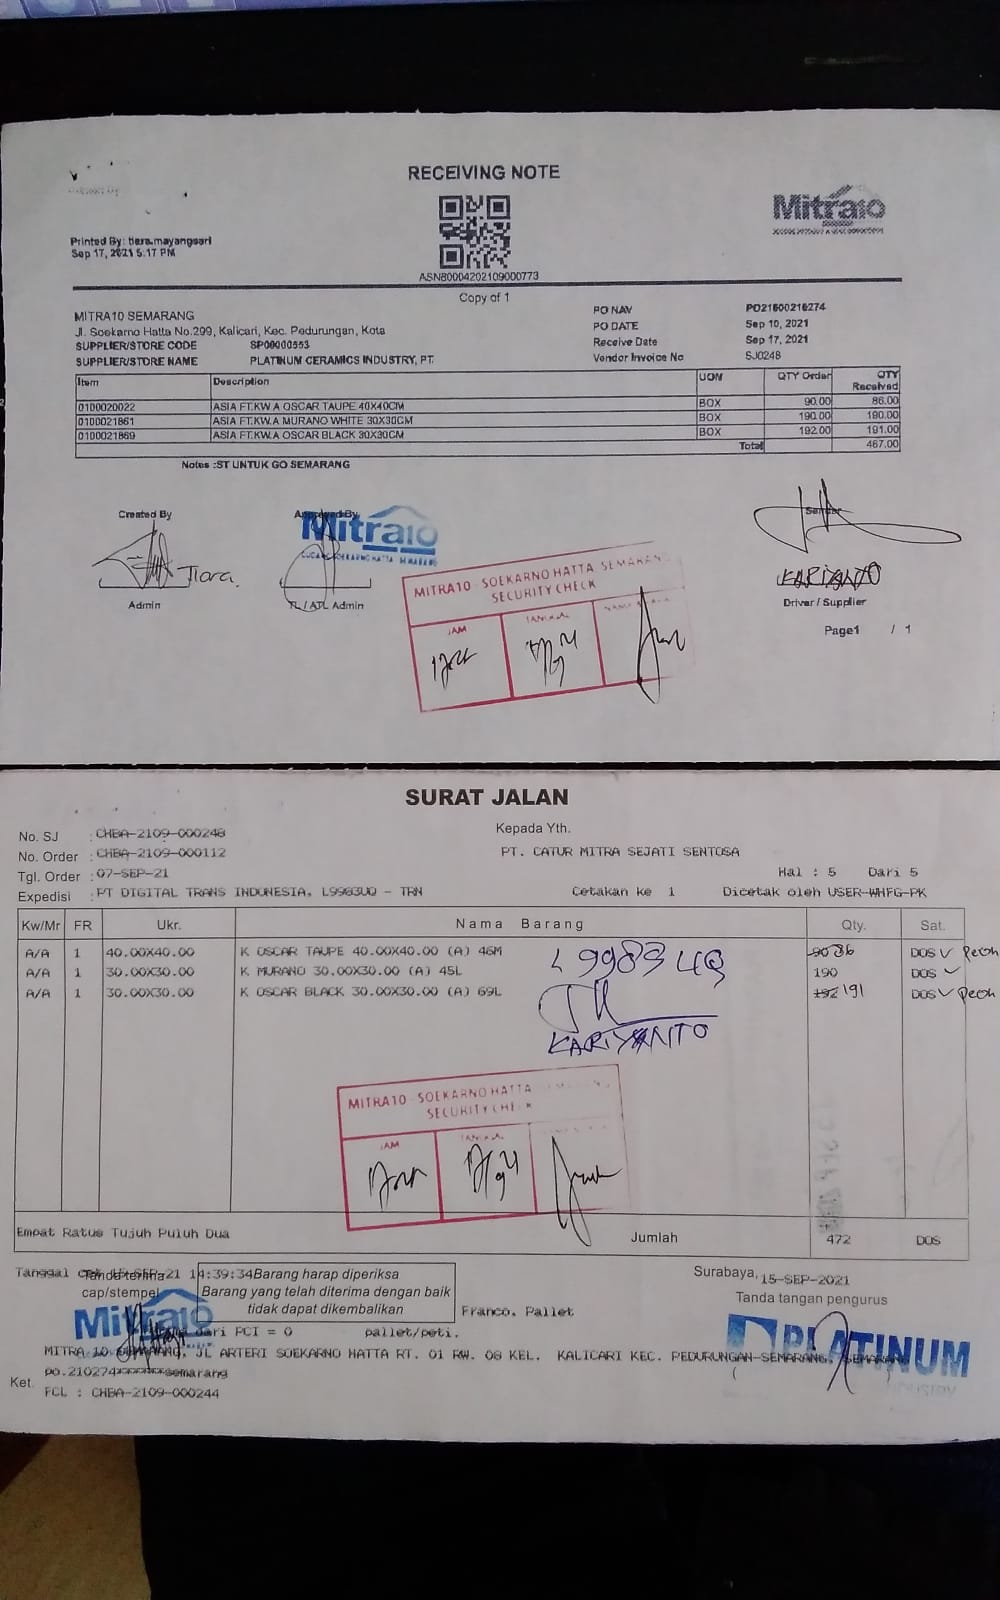 RECEIVING NOTE
Mitra10
Printed By: tiera.mayangsari
Sep 17, 2021 5:17 PM
ASNB0004202109000773
Copy of 1
MITRA10 SEMARANG
Jl. Soekarno Hatta No.299, Kalicari, Kec. Pedurungan, Kota
SUPPLIER/STORE CODE SP00000553
SUPPLIER/STORE NAME PLATINUM CERAMICS INDUSTRY, PT.
PO NAV PO21600216274
PO DATE Sep 10, 2021
Receive Date Sep 17, 2021
Vendor Invoice No SJ0248
Item Description UOM QTY Order QTY Received
0100020022 ASIA FT.KW.A OSCAR TAUPE 40X40CM BOX 90.00 86.00
0100021861 ASIA FT.KW.A MURANO WHITE 30X30CM BOX 190.00 190.00
0100021869 ASIA FT.KW.A OSCAR BLACK 30X30CM BOX 192.00 191.00
Total 467.00
Notes :ST UNTUK GO SEMARANG
Created By Approved By Sender
Mitra10
Tiara.
KARIYANTO
Admin TL / ATL Admin Driver / Supplier
Page1 / 1
MITRA10 - SOEKARNO HATTA SEMARANG
SECURITY CHECK
JAM TANGGAL
SURAT JALAN
No. SJ : CHBA-2109-000248
No. Order : CHBA-2109-000112
Tgl. Order : 07-SEP-21
Expedisi : PT DIGITAL TRANS INDONESIA, L9983UQ - TRN
Kepada Yth.
PT. CATUR MITRA SEJATI SENTOSA
Hal : 5 Dari 5
Cetakan ke 1 Dicetak oleh USER-WHFG-PK
Kw/Mr FR Ukr. Nama Barang Qty. Sat.
A/A 1 40.00X40.00 K OSCAR TAUPE 40.00X40.00 (A) 46M 90 86 DOS Pecah
A/A 1 30.00X30.00 K MURANO 30.00X30.00 (A) 45L 190 DOS
A/A 1 30.00X30.00 K OSCAR BLACK 30.00X30.00 (A) 69L 192 191 DOS Pecah
L 9983 UQ
KARIYANTO
MITRA10 - SOEKARNO HATTA
SECURITY CHECK
JAM TANGGAL
Empat Ratus Tujuh Puluh Dua Jumlah 472 DOS
Tanggal 15-SEP-21 14:39:34
Tanda terima
cap/stempel
Barang harap diperiksa
Barang yang telah diterima dengan baik
tidak dapat dikembalikan
Franco. Pallet
Surabaya, 15-SEP-2021
Tanda tangan pengurus
Mitra10
dari PCI = 0 pallet/peti.
PLATINUM
INDUSTRY
MITRA 10 SEMARANG, JL ARTERI SOEKARNO HATTA RT. 01 RW. 08 KEL. KALICARI KEC. PEDURUNGAN-SEMARANG, SEMARANG
Ket. po.210274*******semarang
FCL : CHBA-2109-000244